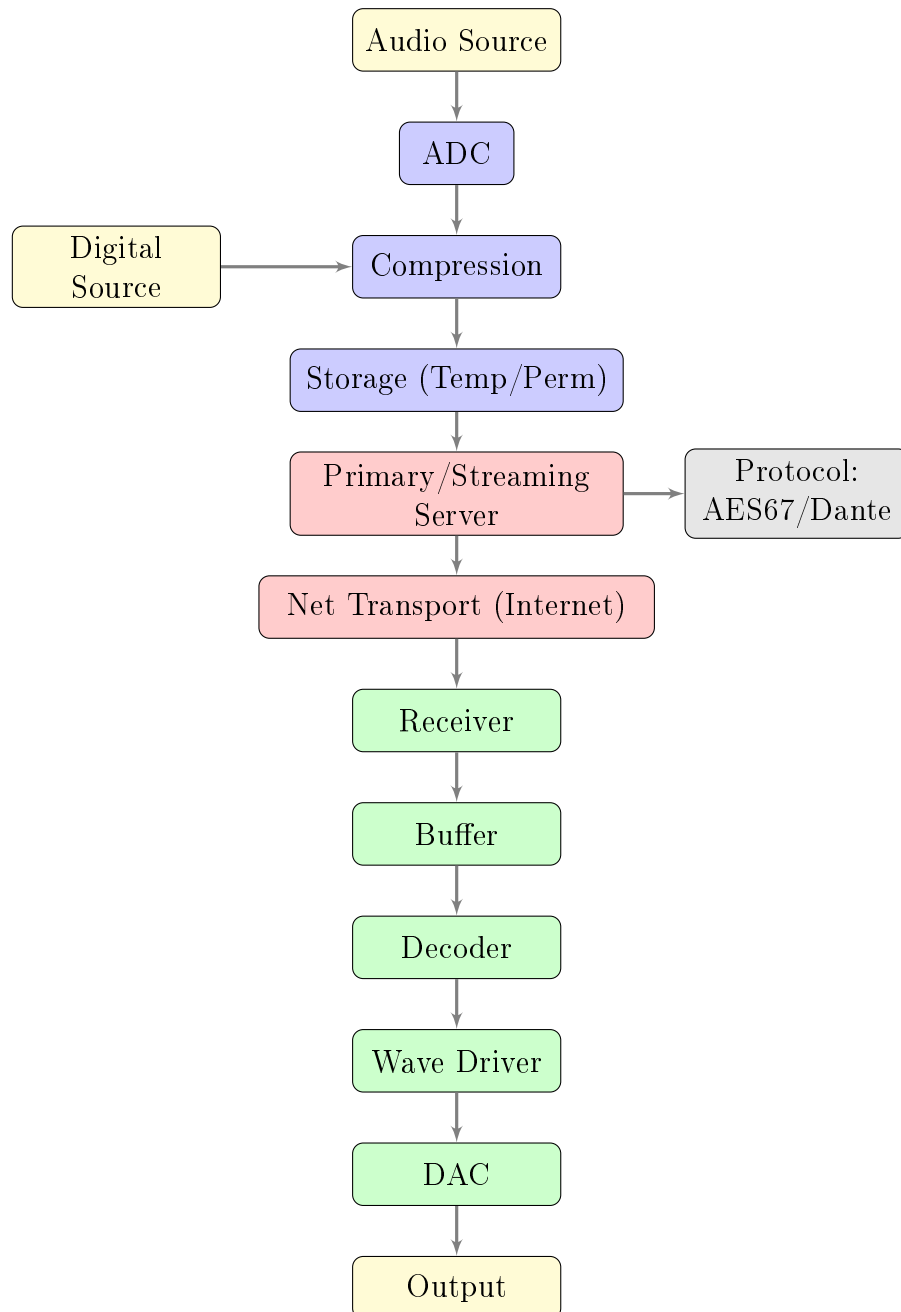 Audio Source
ADC
Digital
Source
Compression
Storage (Temp/Perm)
Primary/Streaming
Server
Protocol:
AES67/Dante
Net Transport (Internet)
Receiver
Buffer
Decoder
Wave Driver
DAC
Output